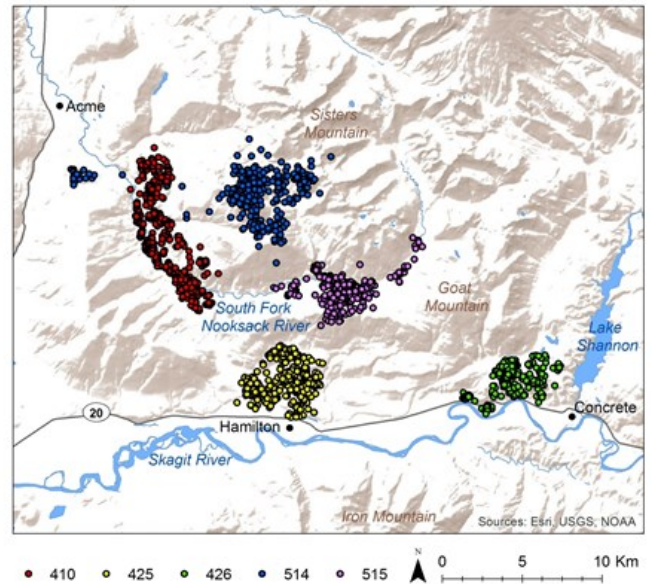 Acme
Sisters
Mountain
South Fork
Nooksack River
Goat
Mountain
Lake
Shannon
20
Hamilton
Concrete
Skagit River
Iron Mountain
Sources: Esri, USGS, NOAA
410 425 426 514 515 N 0 5 10 Km